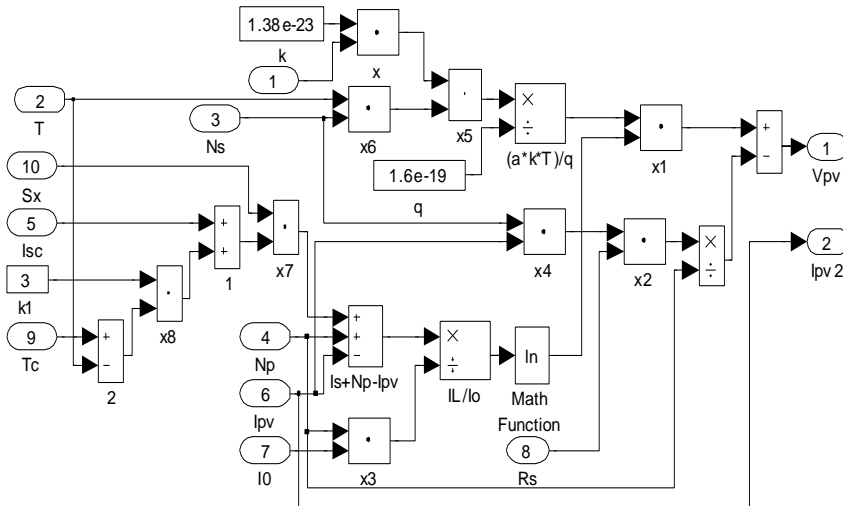 1.38e-23
k
1
x
2
T
3
Ns
x6
x5
(a*k*T)/q
x1
+
−
1
Vpv
1.6e-19
q
10
Sx
5
Isc
3
k1
9
Tc
+
−
2
x8
+
+
1
x7
x4
x2
×
÷
2
Ipv 2
×
÷
4
Np
6
Ipv
7
I0
+
+
−
Is+Np-Ipv
x3
×
÷
IL/Io
ln
Math
Function
8
Rs